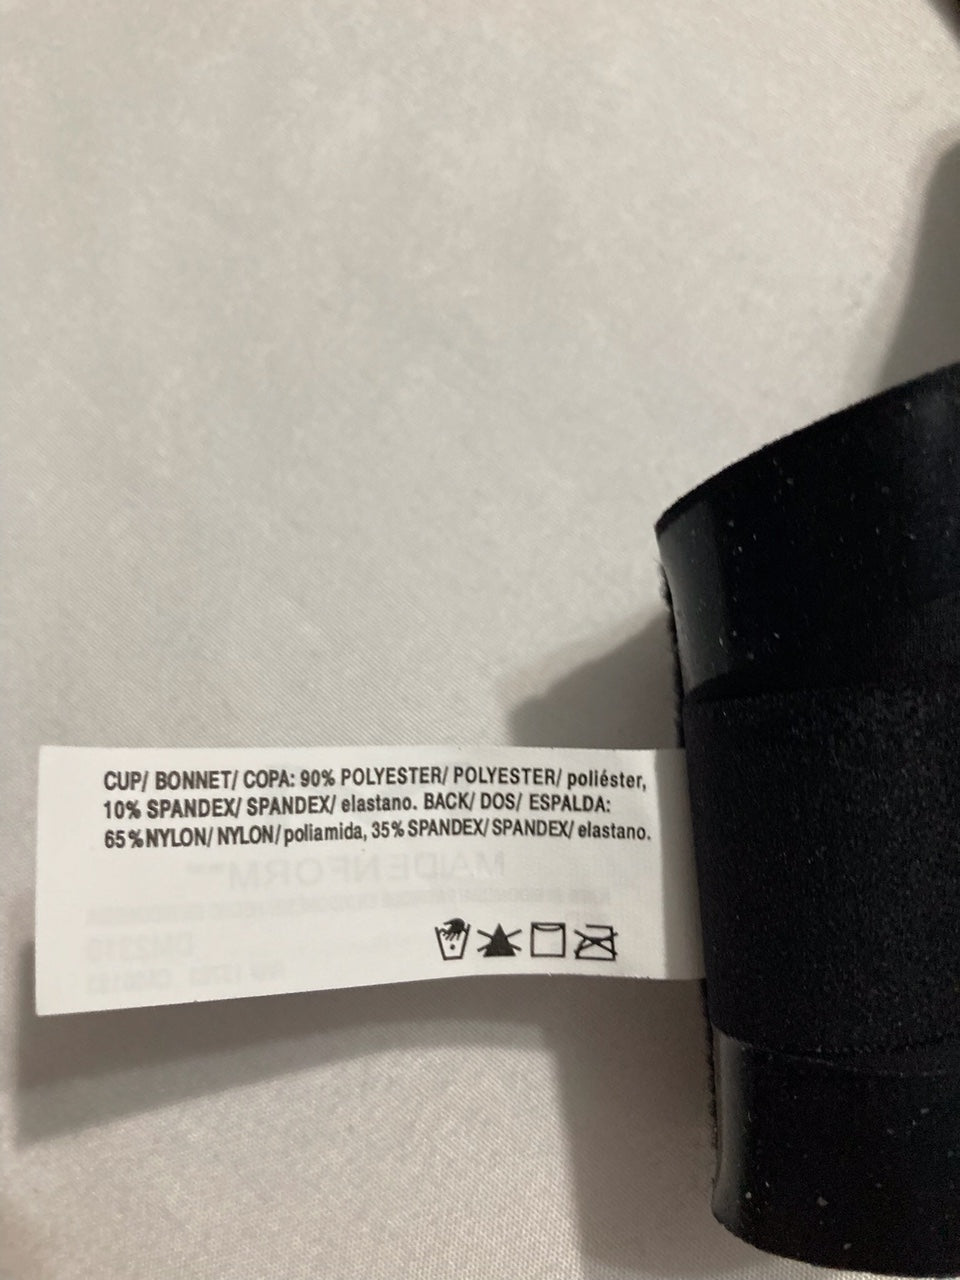 CUP/ BONNET/ COPA: 90% POLYESTER/ POLYESTER/ poliéster,
10% SPANDEX/ SPANDEX/ elastano. BACK/ DOS/ ESPALDA:
65% NYLON/ NYLON/ poliamida, 35% SPANDEX/ SPANDEX/ elastano.
MAIDENFORM